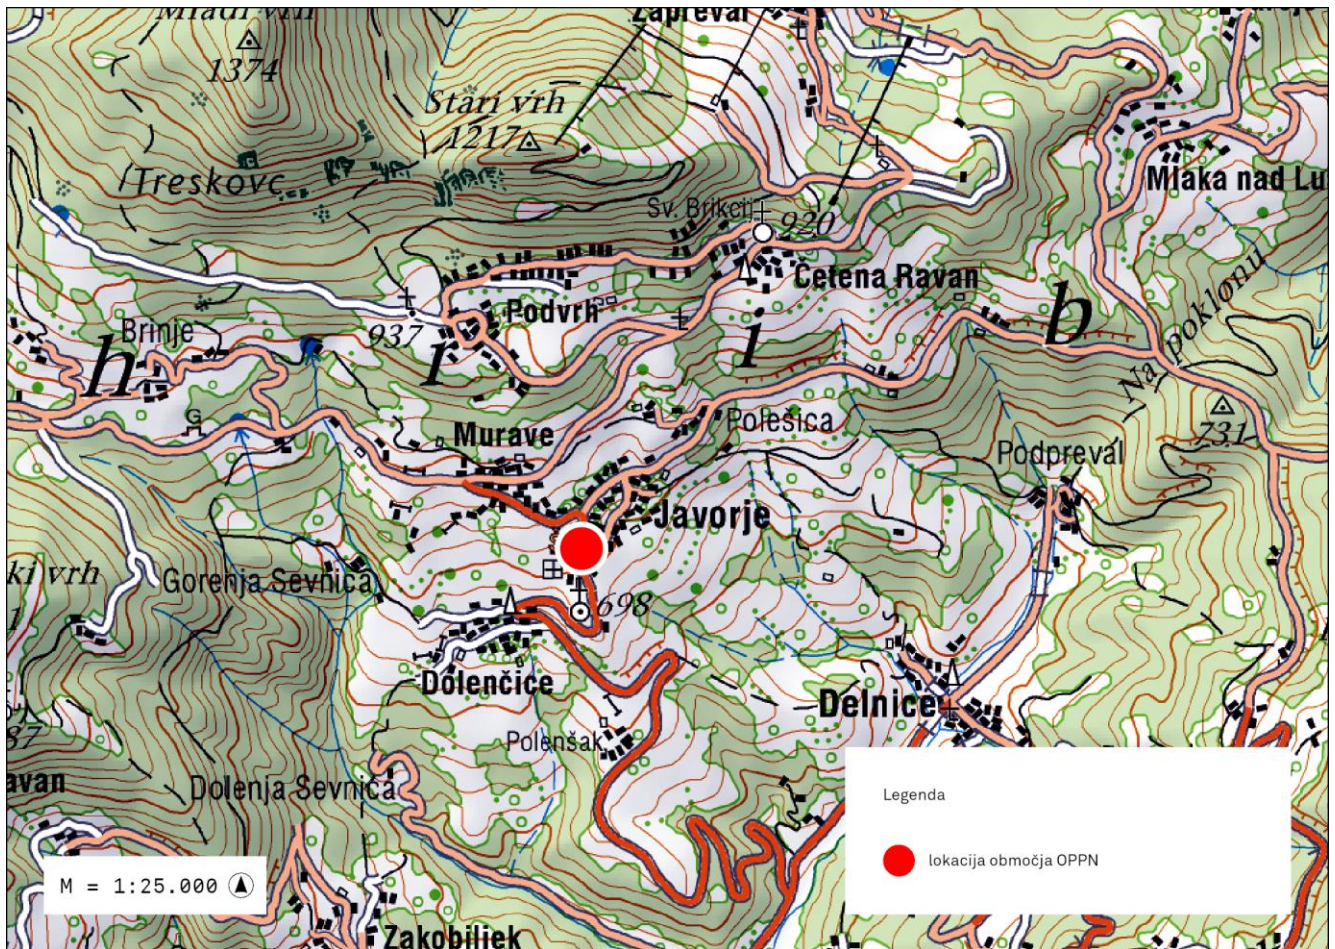 Mladi vrh
1374
Zapreval
Stari vrh
1217
Treskovc
Mlaka nad Lu
Sv. Brikcij
920
Četena Ravan
Podvrh
Brinje
937
h l i b
Na poklonu
731
Murave
Polešica
Podpreval
Javorje
ki vrh
1
Gorenja Sevnica
698
Dolenčice
Delnice
Polenšak
87
avan
Dolenja Sevnica
Legenda
lokacija območja OPPN
M = 1:25.000
Zakobiljek
G